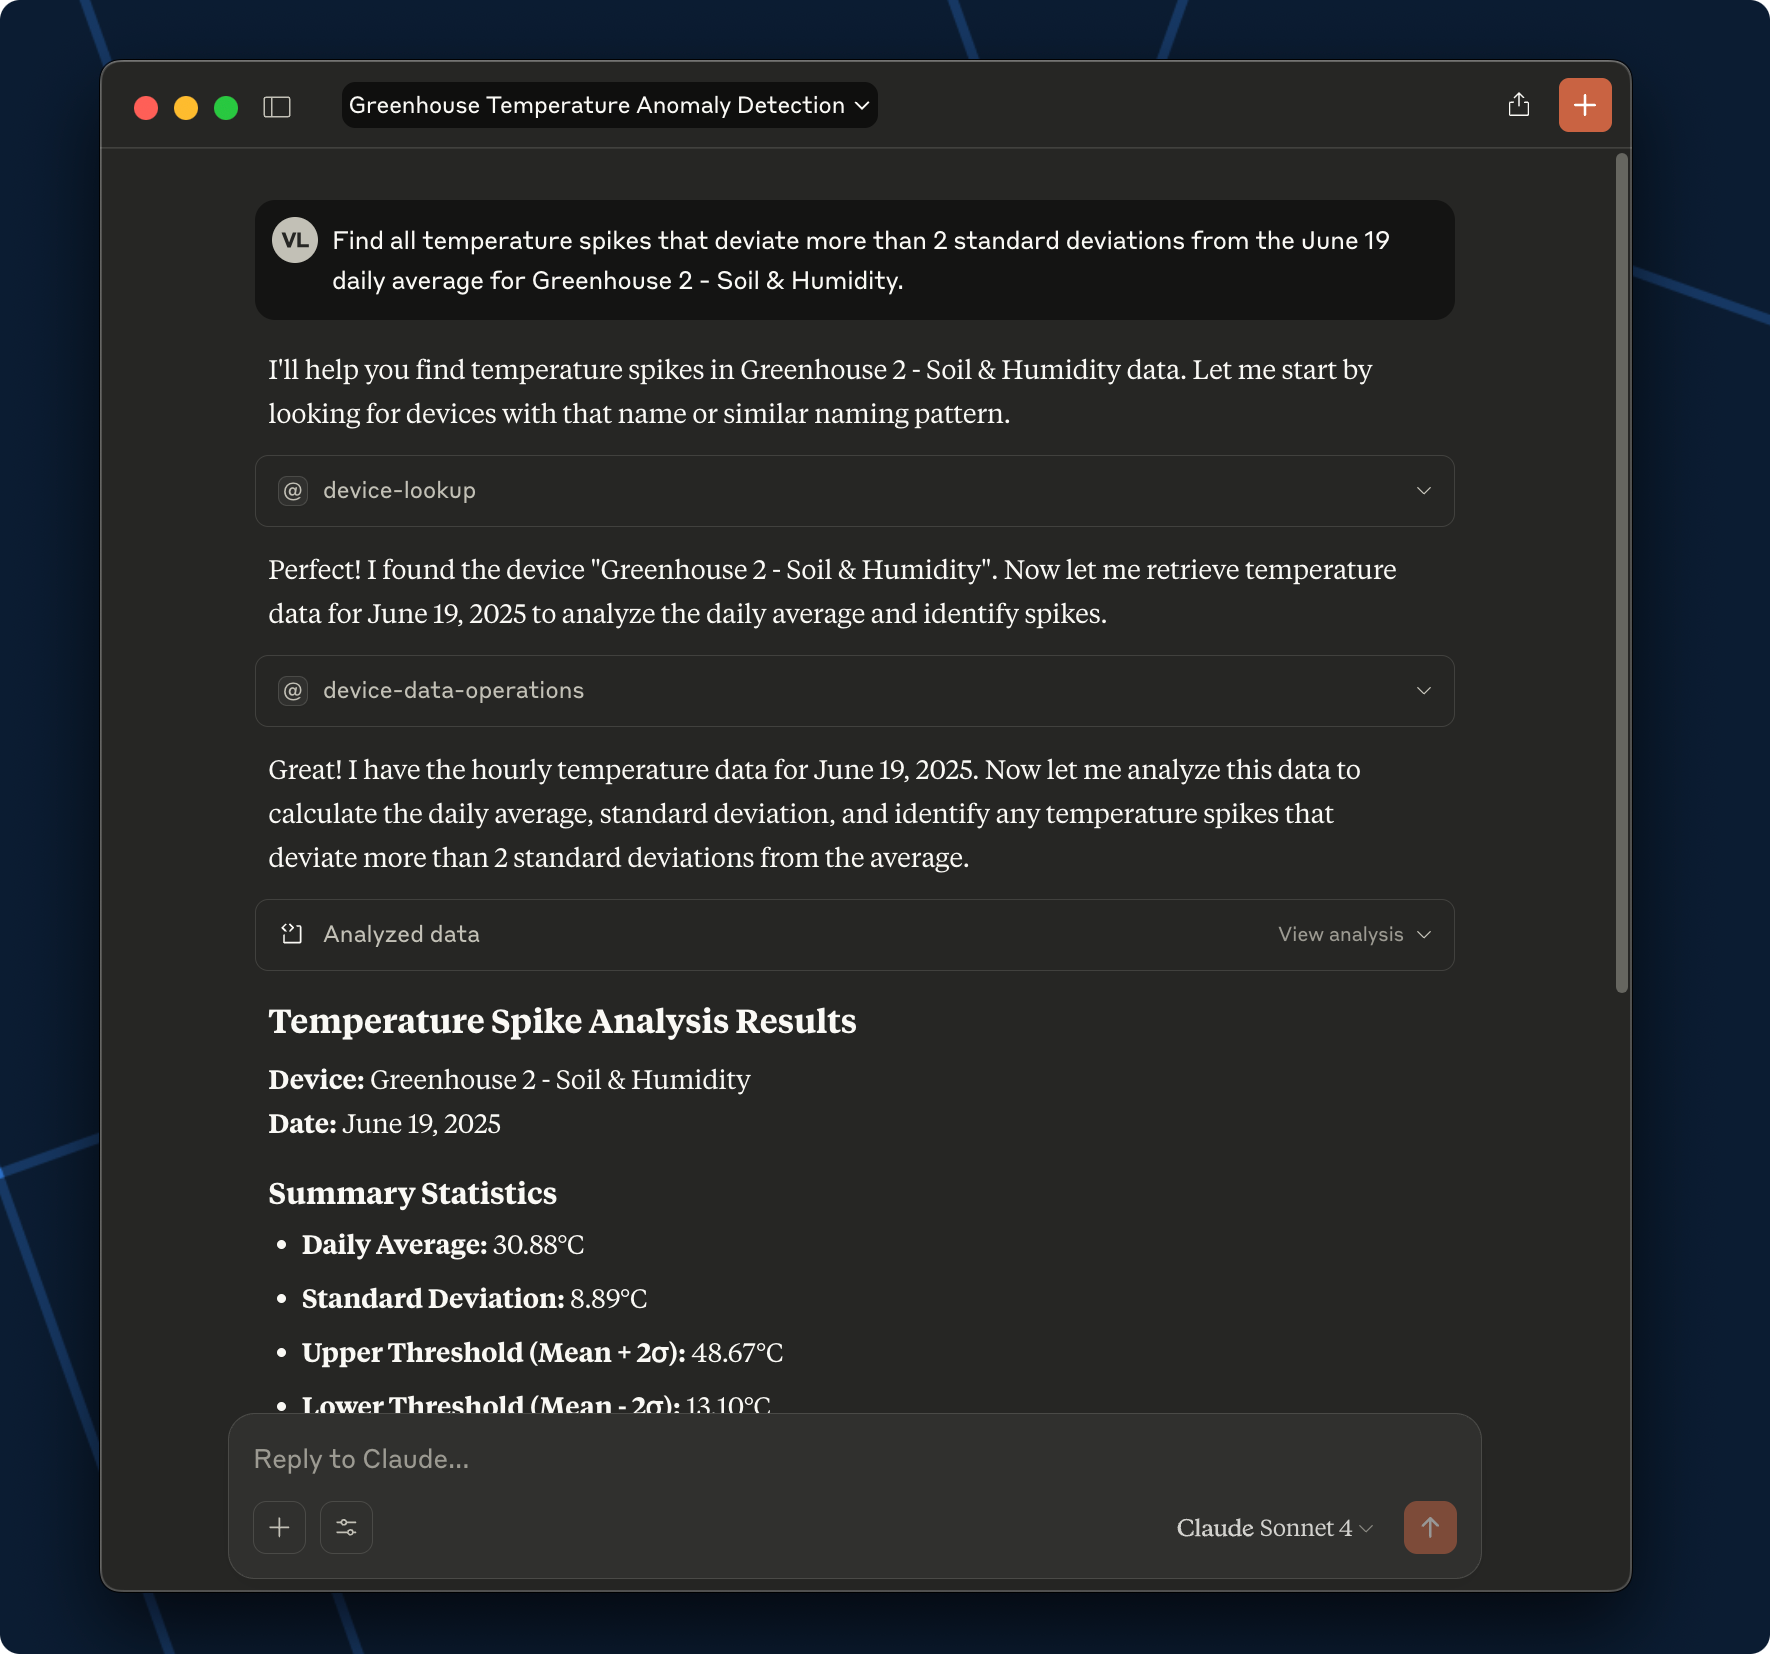 Greenhouse Temperature Anomaly Detection
VL
Find all temperature spikes that deviate more than 2 standard deviations from the June 19
daily average for Greenhouse 2 - Soil & Humidity.
I'll help you find temperature spikes in Greenhouse 2 - Soil & Humidity data. Let me start by
looking for devices with that name or similar naming pattern.
@ device-lookup
Perfect! I found the device "Greenhouse 2 - Soil & Humidity". Now let me retrieve temperature
data for June 19, 2025 to analyze the daily average and identify spikes.
@ device-data-operations
Great! I have the hourly temperature data for June 19, 2025. Now let me analyze this data to
calculate the daily average, standard deviation, and identify any temperature spikes that
deviate more than 2 standard deviations from the average.
Analyzed data View analysis
Temperature Spike Analysis Results
Device: Greenhouse 2 - Soil & Humidity
Date: June 19, 2025
Summary Statistics
• Daily Average: 30.88°C
• Standard Deviation: 8.89°C
• Upper Threshold (Mean + 2σ): 48.67°C
• Lower Threshold (Mean - 2σ): 13.10°C
Reply to Claude...
Claude Sonnet 4